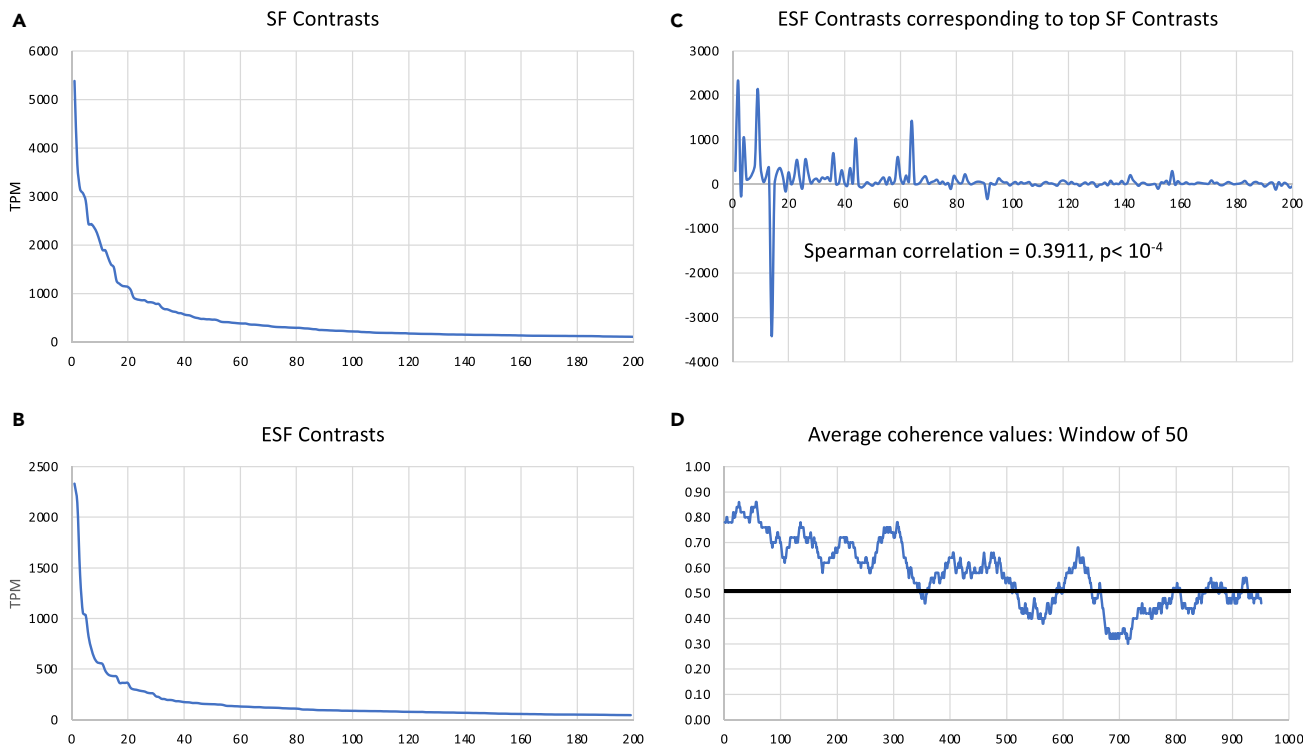 A
SF Contrasts
6000
5000
4000
3000
2000
1000
0
TPM
0 20 40 60 80 100 120 140 160 180 200
C
ESF Contrasts corresponding to top SF Contrasts
3000
2000
1000
0
-1000
-2000
-3000
-4000
0 20 40 60 80 100 120 140 160 180 200
Spearman correlation = 0.3911, p< 10-4
B
ESF Contrasts
2500
2000
1500
1000
500
0
TPM
0 20 40 60 80 100 120 140 160 180 200
D
Average coherence values: Window of 50
1.00
0.90
0.80
0.70
0.60
0.50
0.40
0.30
0.20
0.10
0.00
0 100 200 300 400 500 600 700 800 900 1000